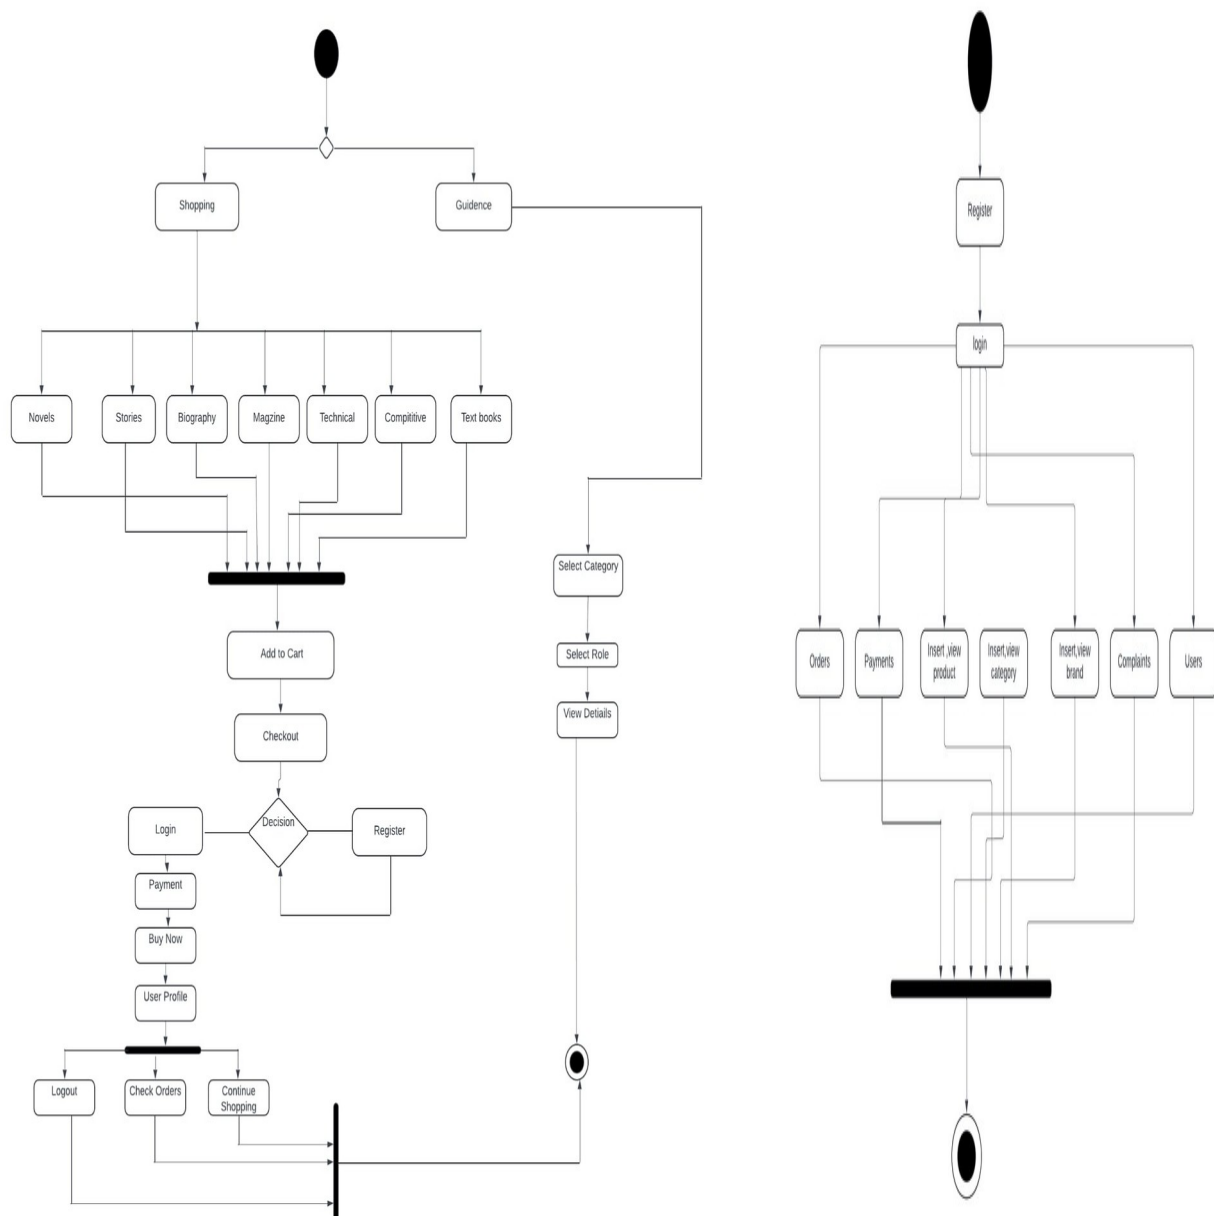 Shopping
Guidence
Novels
Stories
Biography
Magzine
Technical
Compititive
Text books
Add to Cart
Checkout
Decision
Login
Register
Payment
Buy Now
User Profile
Logout
Check Orders
Continue
Shopping
Select Category
Select Role
View Detiails
Register
login
Orders
Payments
Insert ,view
product
Insert,view
category
Insert,view
brand
Complaints
Users